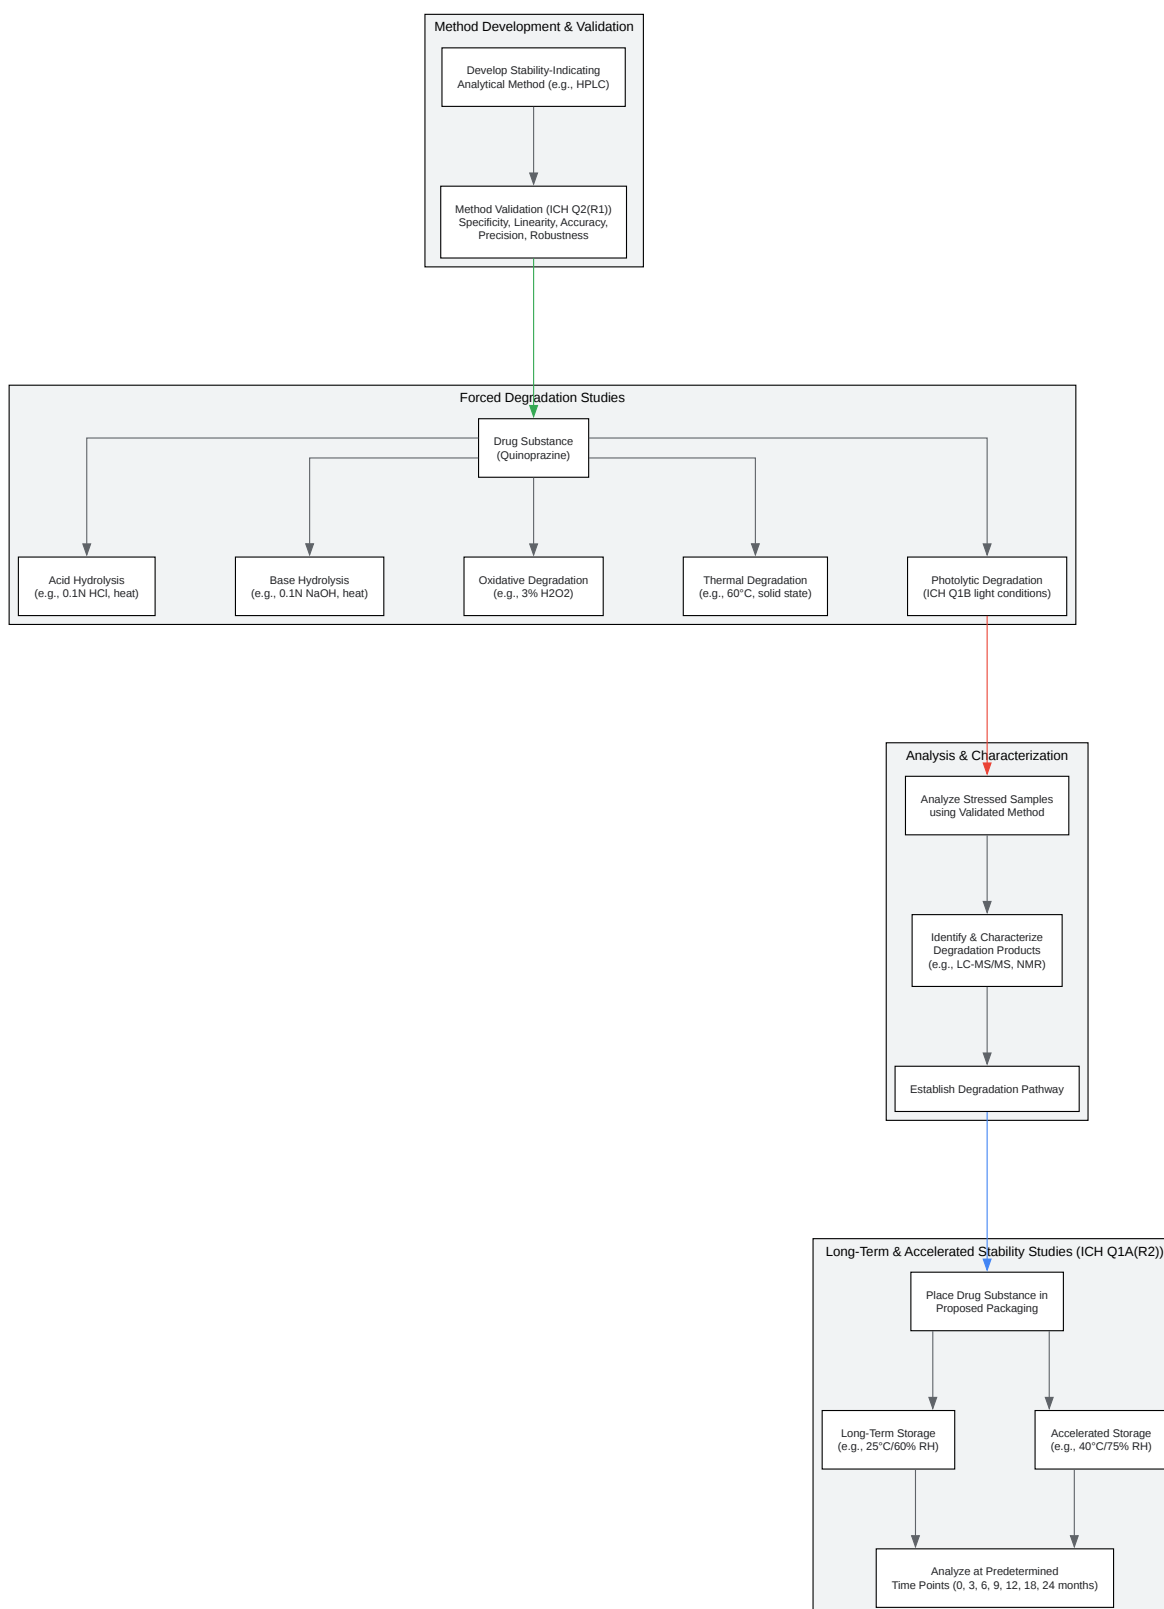 Method Development & Validation
Develop Stability-Indicating
Analytical Method (e.g., HPLC)
Method Validation (ICH Q2(R1))
Specificity, Linearity, Accuracy,
Precision, Robustness
Forced Degradation Studies
Drug Substance
(Quinoprazine)
Acid Hydrolysis
(e.g., 0.1N HCl, heat)
Base Hydrolysis
(e.g., 0.1N NaOH, heat)
Oxidative Degradation
(e.g., 3% H2O2)
Thermal Degradation
(e.g., 60°C, solid state)
Photolytic Degradation
(ICH Q1B light conditions)
Analysis & Characterization
Analyze Stressed Samples
using Validated Method
Identify & Characterize
Degradation Products
(e.g., LC-MS/MS, NMR)
Establish Degradation Pathway
Long-Term & Accelerated Stability Studies (ICH Q1A(R2))
Place Drug Substance in
Proposed Packaging
Long-Term Storage
(e.g., 25°C/60% RH)
Accelerated Storage
(e.g., 40°C/75% RH)
Analyze at Predetermined
Time Points (0, 3, 6, 9, 12, 18, 24 months)